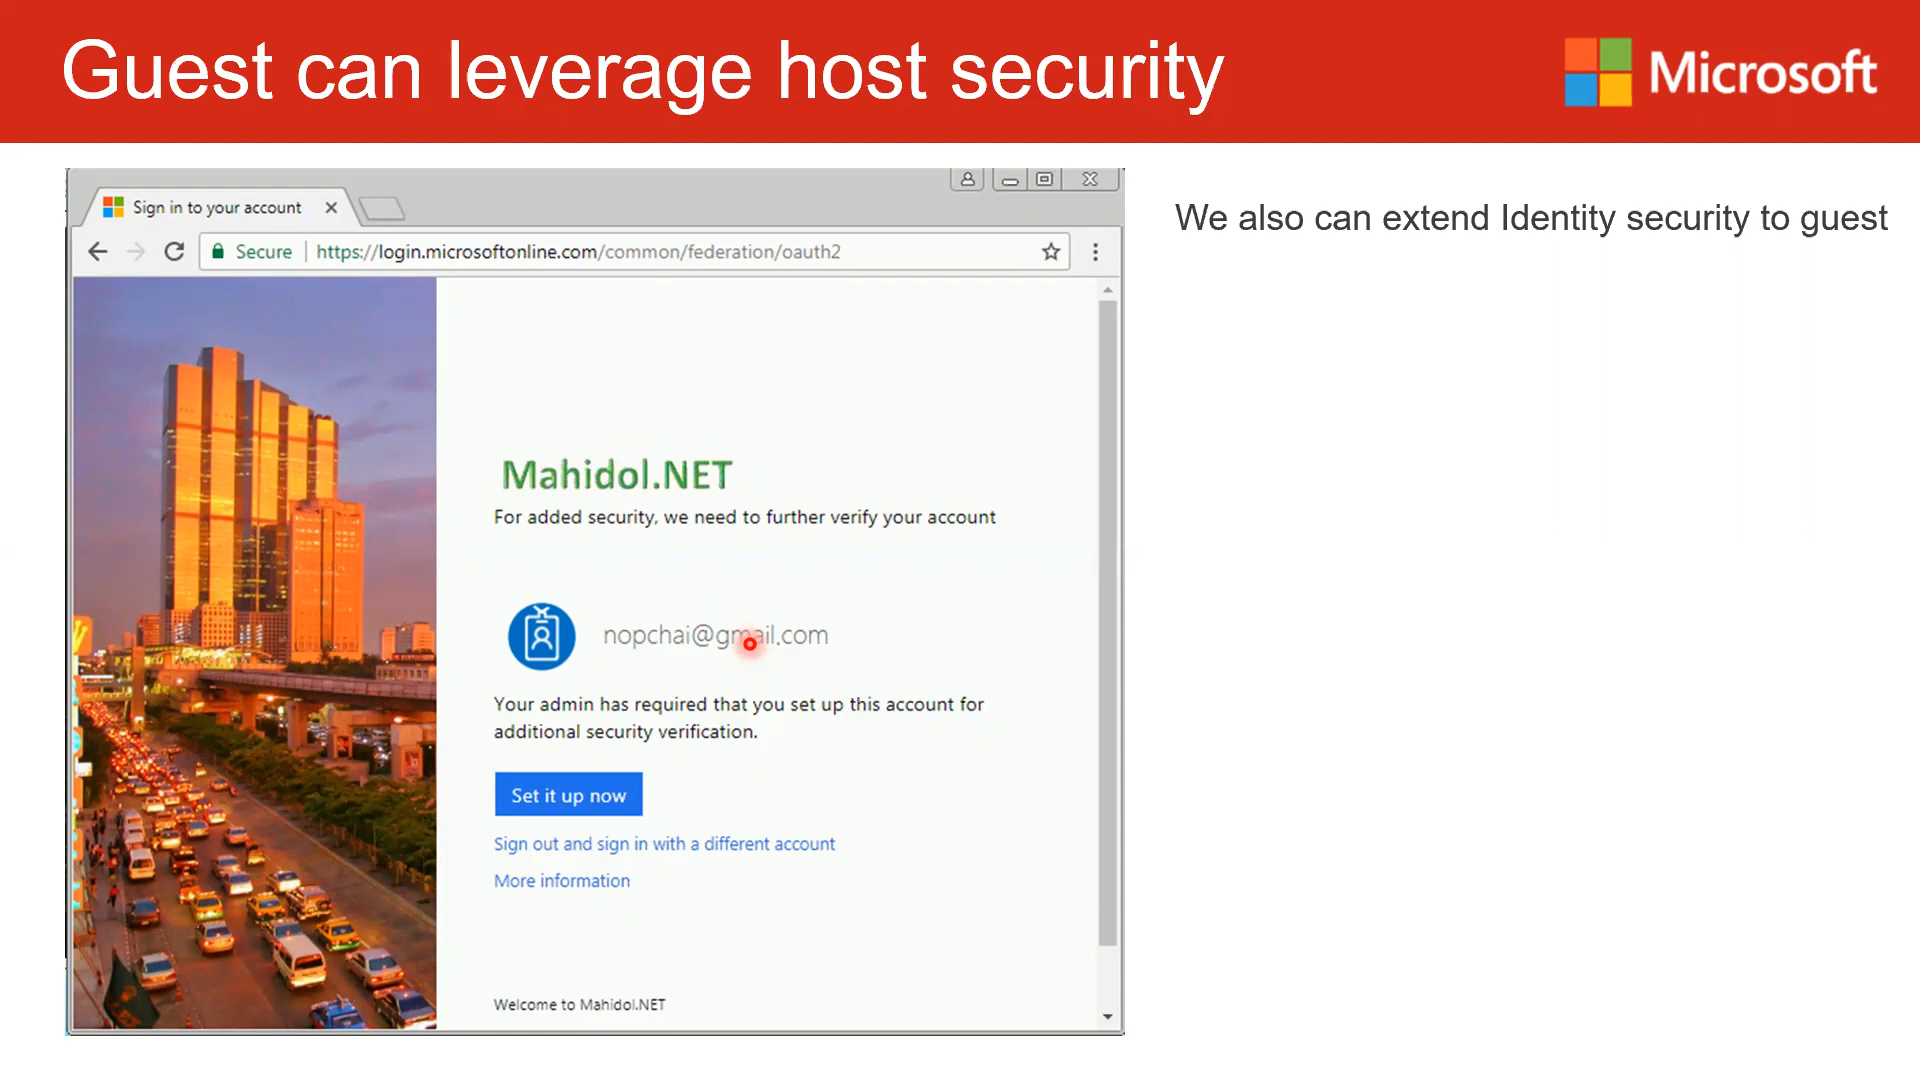 Guest can leverage host security
Microsoft
Sign in to your account
Secure
https://login.microsoftonline.com/common/federation/oauth2
We also can extend Identity security to guest
Mahidol.NET
For added security, we need to further verify your account
nopchai@gmail.com
Your admin has required that you set up this account for
additional security verification.
Set it up now
Sign out and sign in with a different account
More information
Welcome to Mahidol.NET